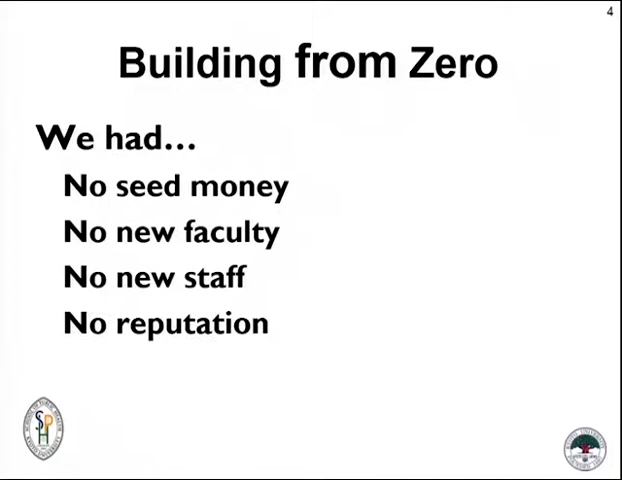 4
Building from Zero
We had...
No seed money
No new faculty
No new staff
No reputation